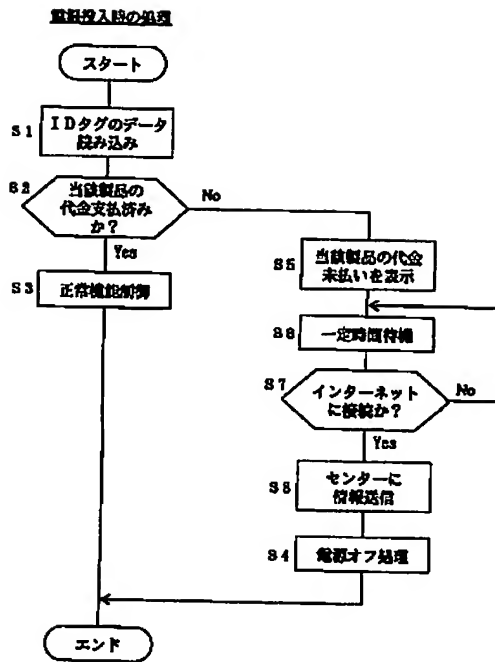 電源投入時の処理
スタート
S1
IDタグのデータ
読み込み
S2
当該製品の
代金支払済み
か?
No
Yes
S3
正常機能制御
S5
当該製品の代金
未払いを表示
S6
一定時間待機
S7
インターネット
に接続か?
No
Yes
S8
センターに
情報送信
S4
電源オフ処理
エンド